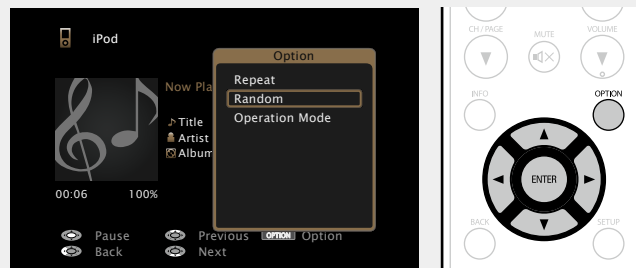 iPod
Option
Now Pla
Repeat
Random
Operation Mode
Title
Artist
Album
00:06 100%
Pause
Previous
OPTION Option
Back
Next
CH / PAGE
MUTE
VOLUME
INFO
OPTION
ENTER
BACK
SETUP